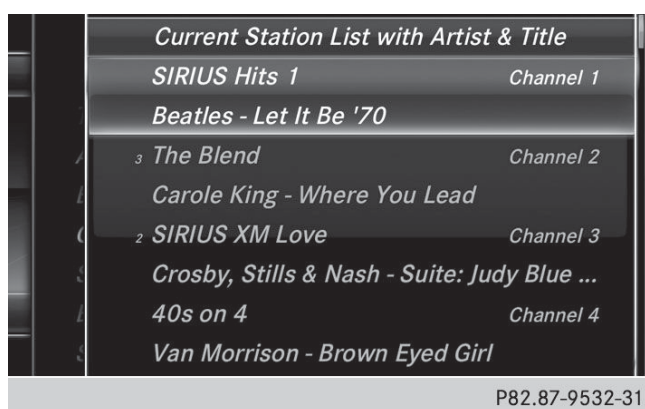 Current Station List with Artist & Title
SIRIUS Hits 1 Channel 1
Beatles - Let It Be '70
3 The Blend Channel 2
Carole King - Where You Lead
2 SIRIUS XM Love Channel 3
Crosby, Stills & Nash - Suite: Judy Blue ...
40s on 4 Channel 4
Van Morrison - Brown Eyed Girl
P82.87-9532-31